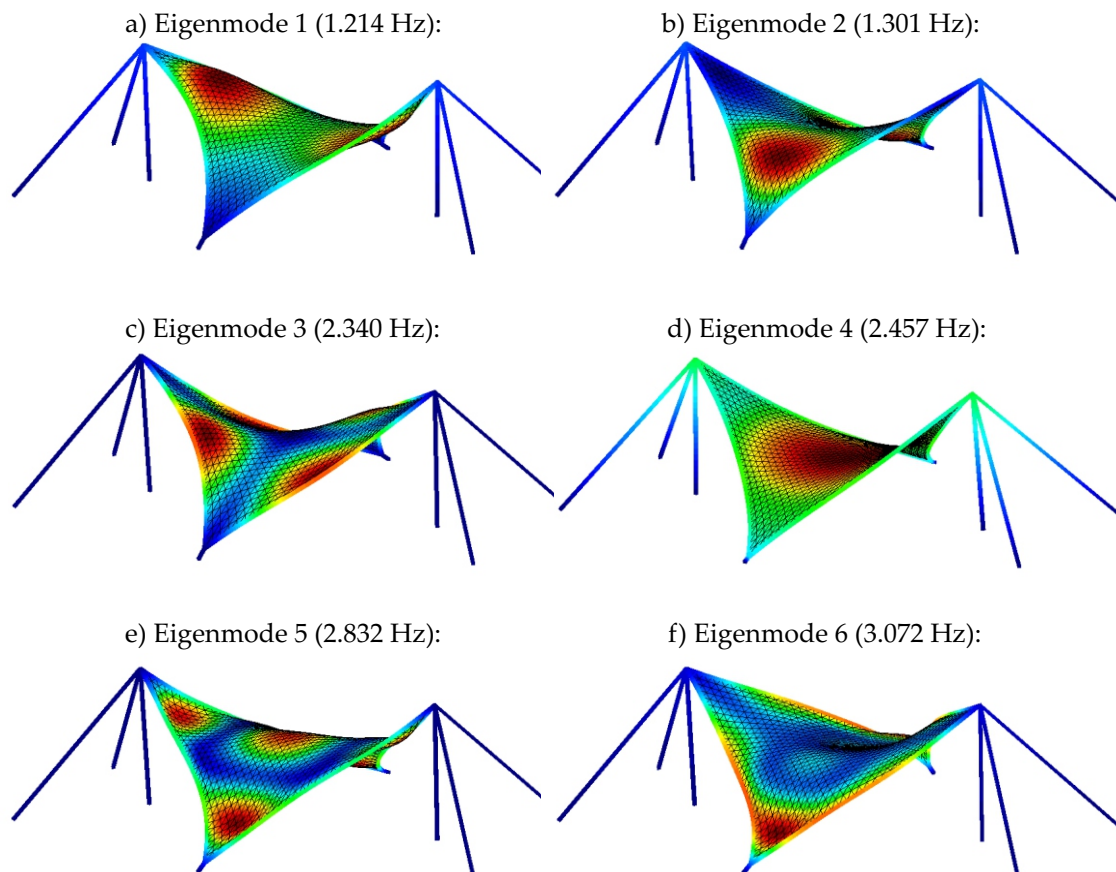 a) Eigenmode 1 (1.214 Hz):
b) Eigenmode 2 (1.301 Hz):
c) Eigenmode 3 (2.340 Hz):
d) Eigenmode 4 (2.457 Hz):
e) Eigenmode 5 (2.832 Hz):
f) Eigenmode 6 (3.072 Hz):